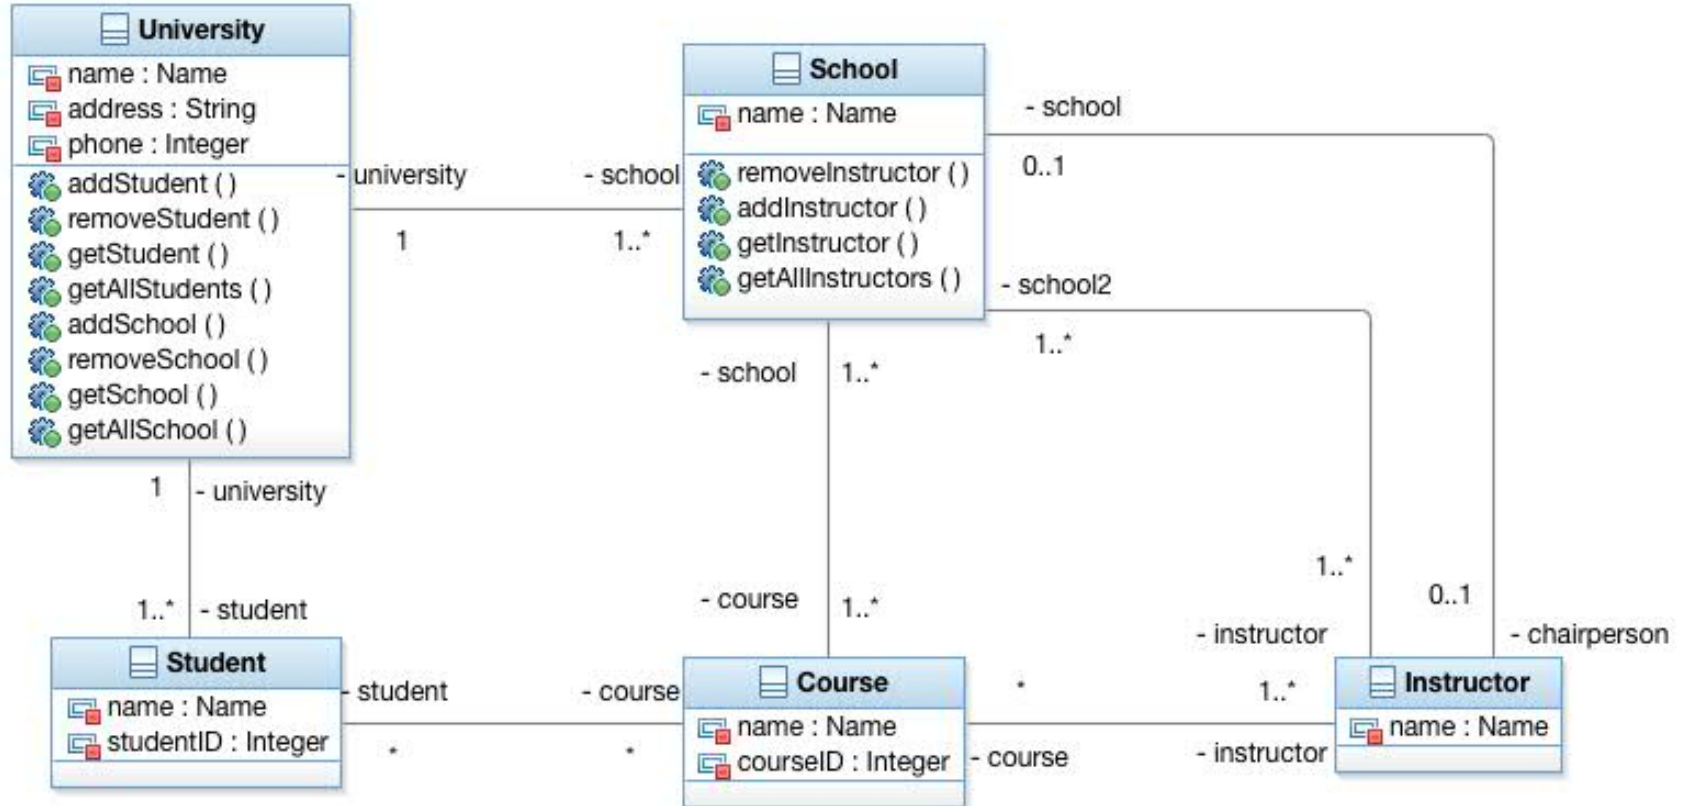 University
name : Name
address : String
phone : Integer
addStudent ( )
removeStudent ( )
getStudent ( )
getAllStudents ( )
addSchool ( )
removeSchool ( )
getSchool ( )
getAllSchool ( )
- university
1
- school
1..*
School
name : Name
removeInstructor ( )
addInstructor ( )
getInstructor ( )
getAllInstructors ( )
- school
0..1
- school2
1..*
- school
1..*
1
- university
1..*
- student
- course
1..*
1..*
- instructor
0..1
- chairperson
Student
name : Name
studentID : Integer
- student
*
- course
*
Course
name : Name
courseID : Integer
*
- course
1..*
- instructor
Instructor
name : Name